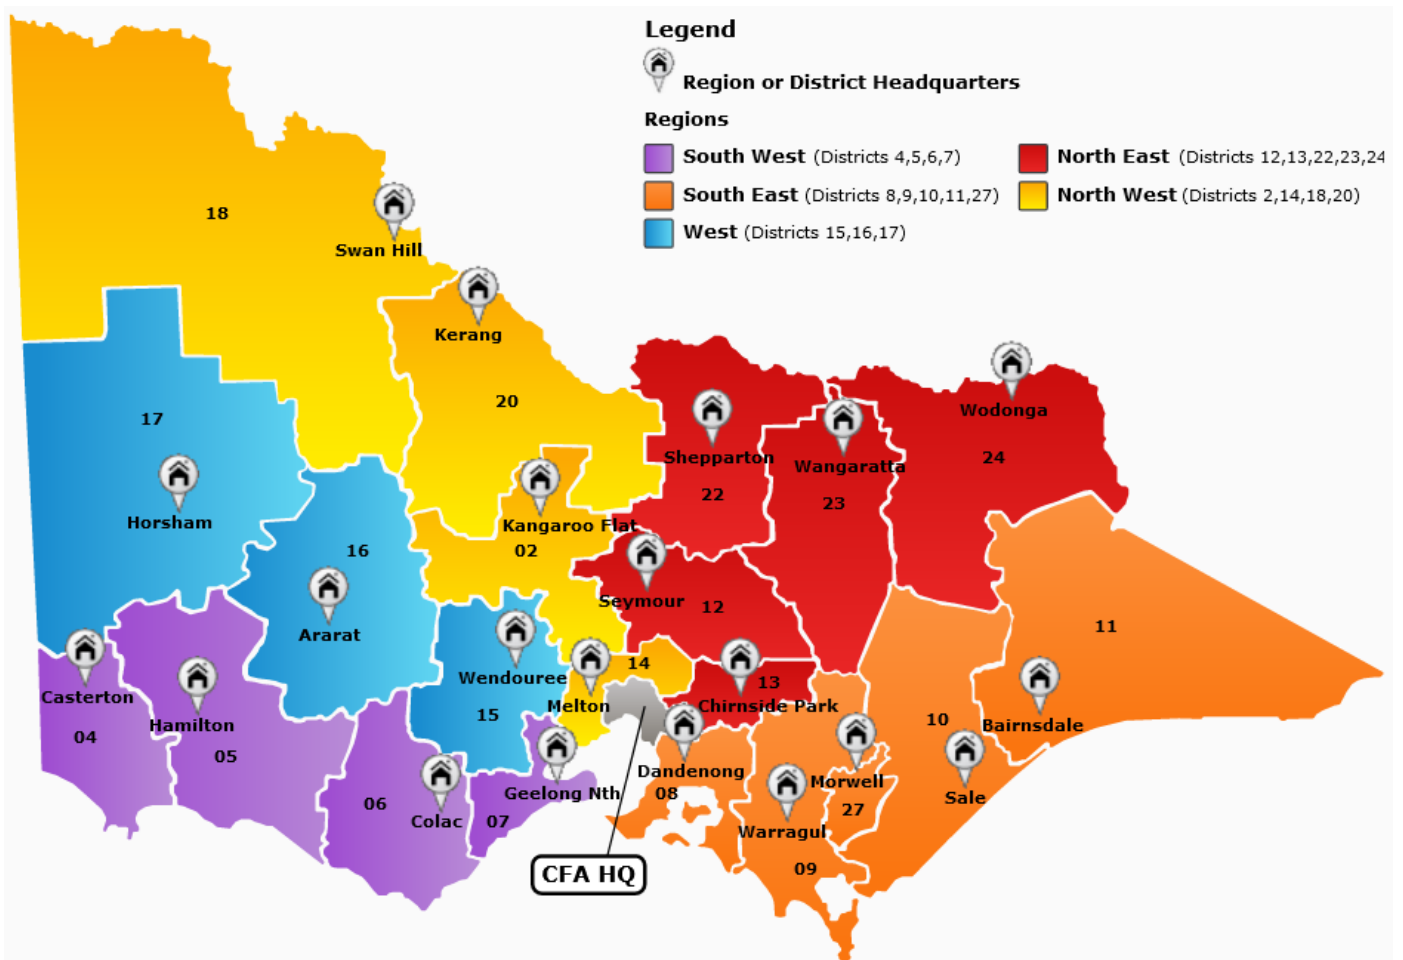 Legend
Region or District Headquarters
Regions
South West (Districts 4,5,6,7)
North East (Districts 12,13,22,23,24
South East (Districts 8,9,10,11,27)
North West (Districts 2,14,18,20)
West (Districts 15,16,17)
18
Swan Hill
Kerang
20
17
Horsham
Wodonga
Shepparton
Wangaratta
24
22
23
Kangaroo Flat
02
16
Ararat
Seymour
12
11
Wendouree
15
Melton
14
13
Chirnside Park
Casterton
04
Hamilton
05
10
Bairnsdale
Dandenong
08
Morwell
27
Sale
Geelong Nth
07
06
Colac
Warragul
09
CFA HQ